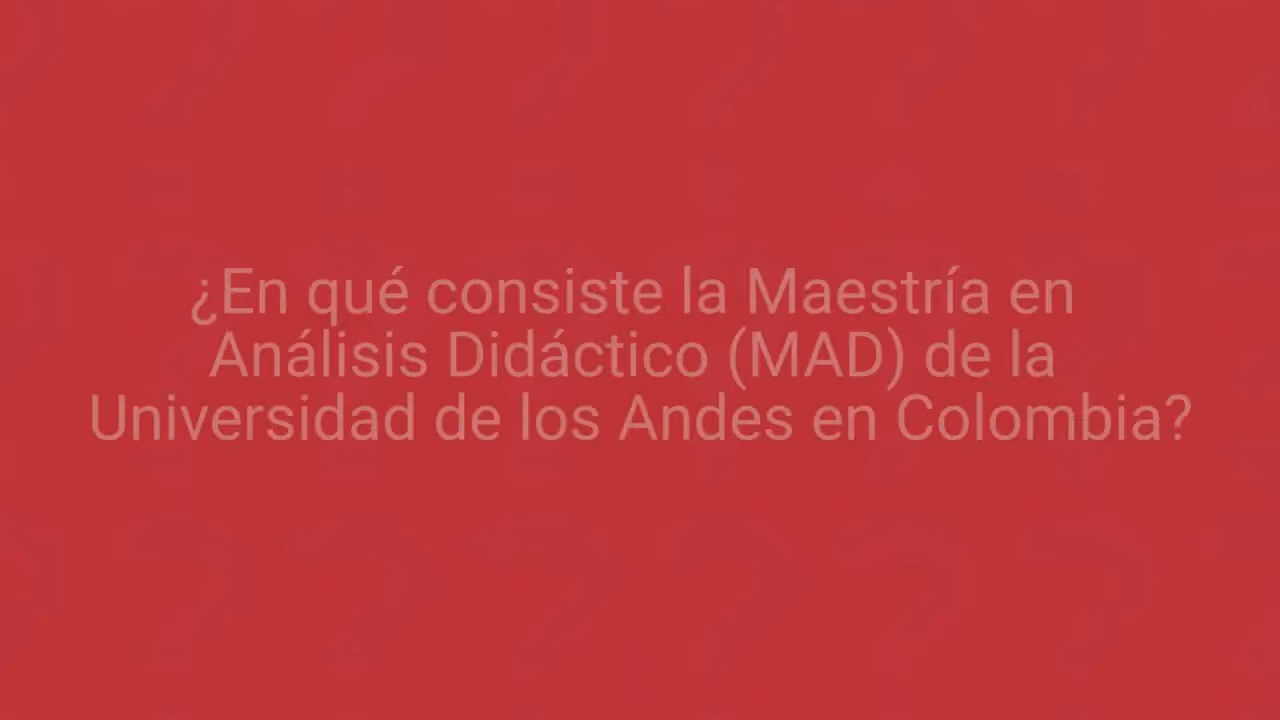 ¿En qué consiste la Maestría en
Análisis Didáctico (MAD) de la
Universidad de los Andes en Colombia?